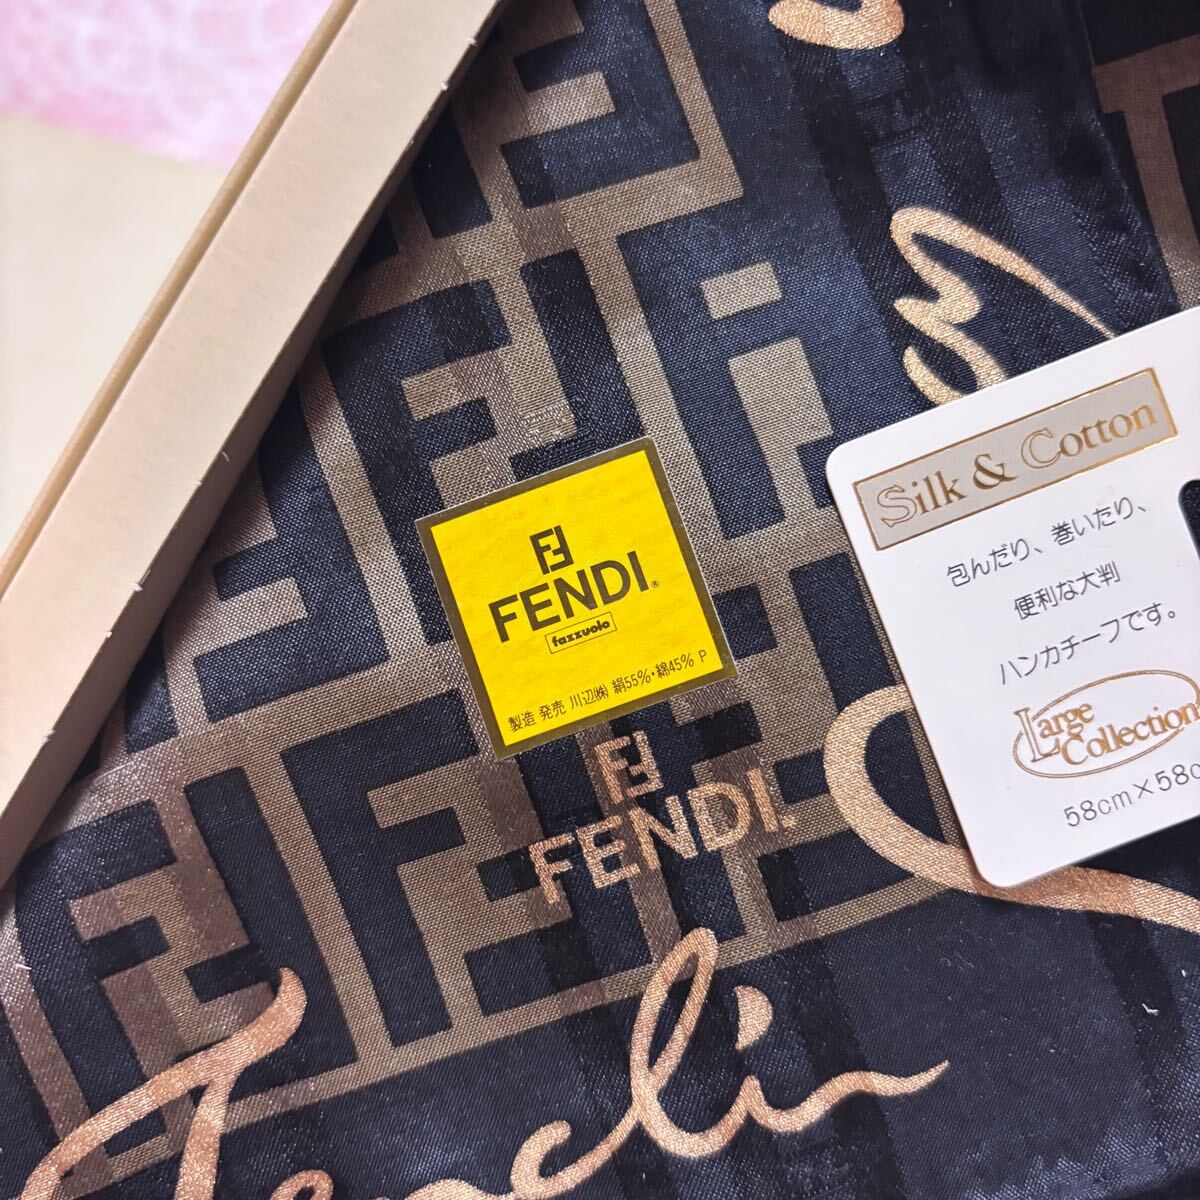 FENDI®
fazzuolo
製造 発売 川辺㈱ 絹55%・綿45% P
FENDI.
Fendi
Silk & Cotton
包んだり、巻いたり、
便利な大判
ハンカチーフです。
Large
Collection
58cm×58c